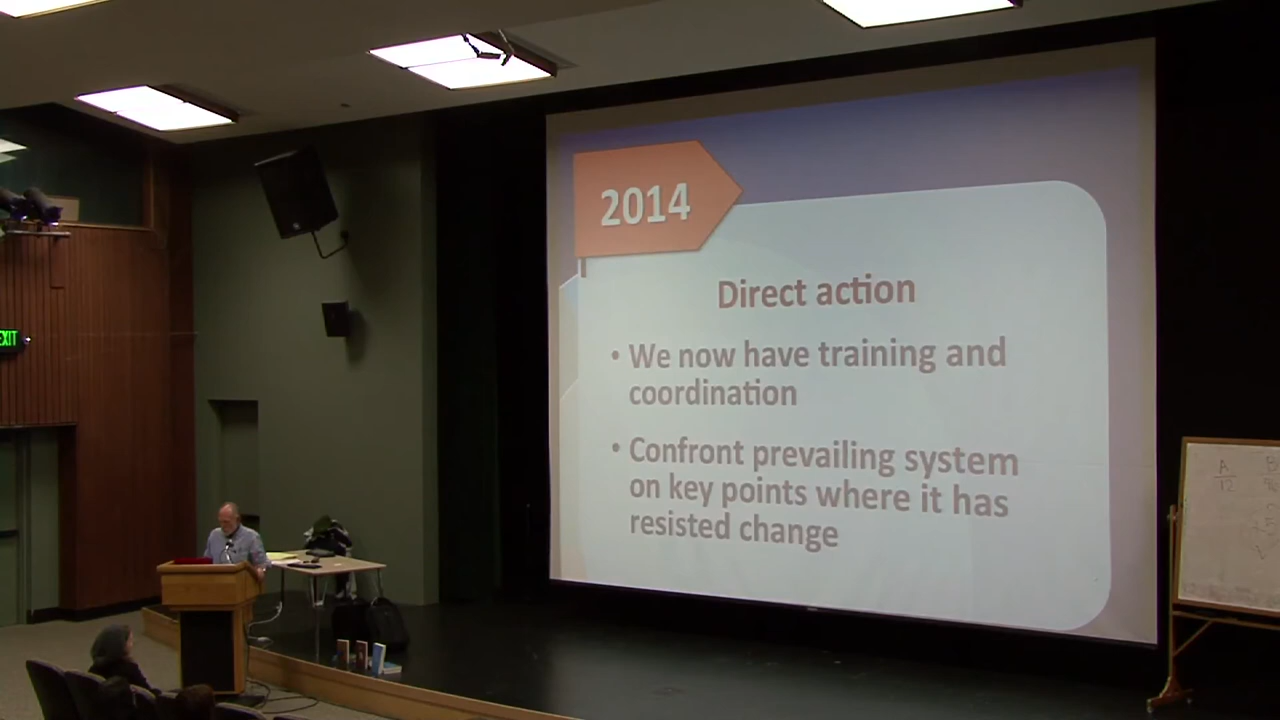 EXIT
2014
Direct action
• We now have training and
coordination
• Confront prevailing system
on key points where it has
resisted change
A
12